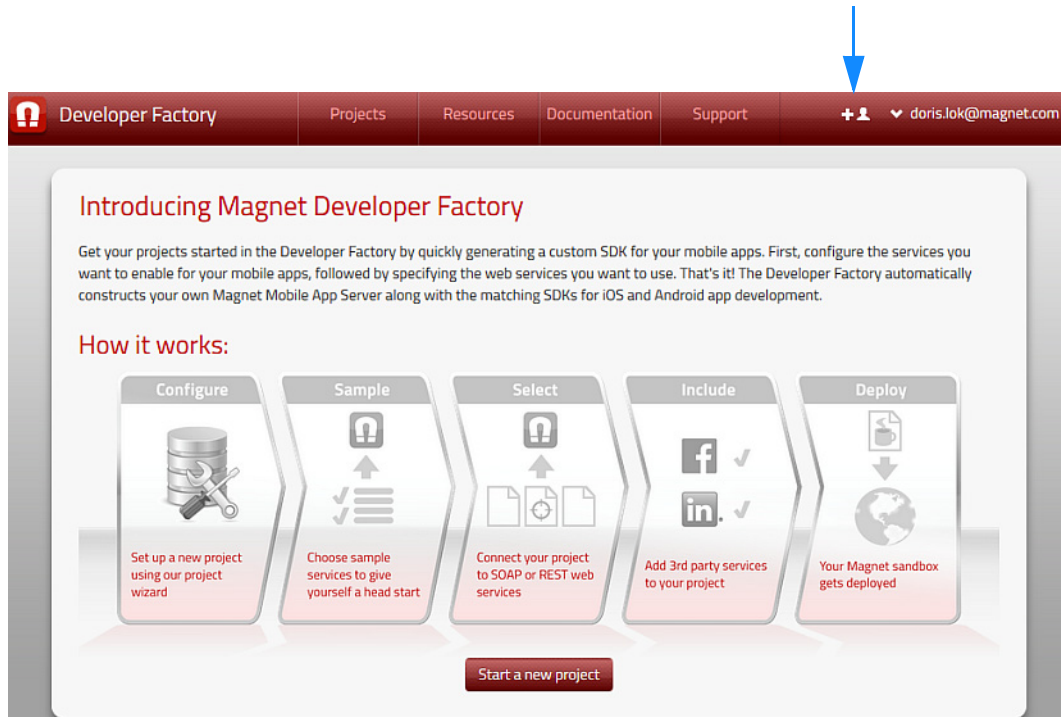 Developer Factory
Projects
Resources
Documentation
Support
doris.lok@magnet.com
Introducing Magnet Developer Factory
Get your projects started in the Developer Factory by quickly generating a custom SDK for your mobile apps. First, configure the services you
want to enable for your mobile apps, followed by specifying the web services you want to use. That's it! The Developer Factory automatically
constructs your own Magnet Mobile App Server along with the matching SDKs for iOS and Android app development.
How it works:
Configure
Set up a new project
using our project
wizard
Sample
Choose sample
services to give
yourself a head start
Select
Connect your project
to SOAP or REST web
services
Include
f
in.
Add 3rd party services
to your project
Deploy
Your Magnet sandbox
gets deployed
Start a new project